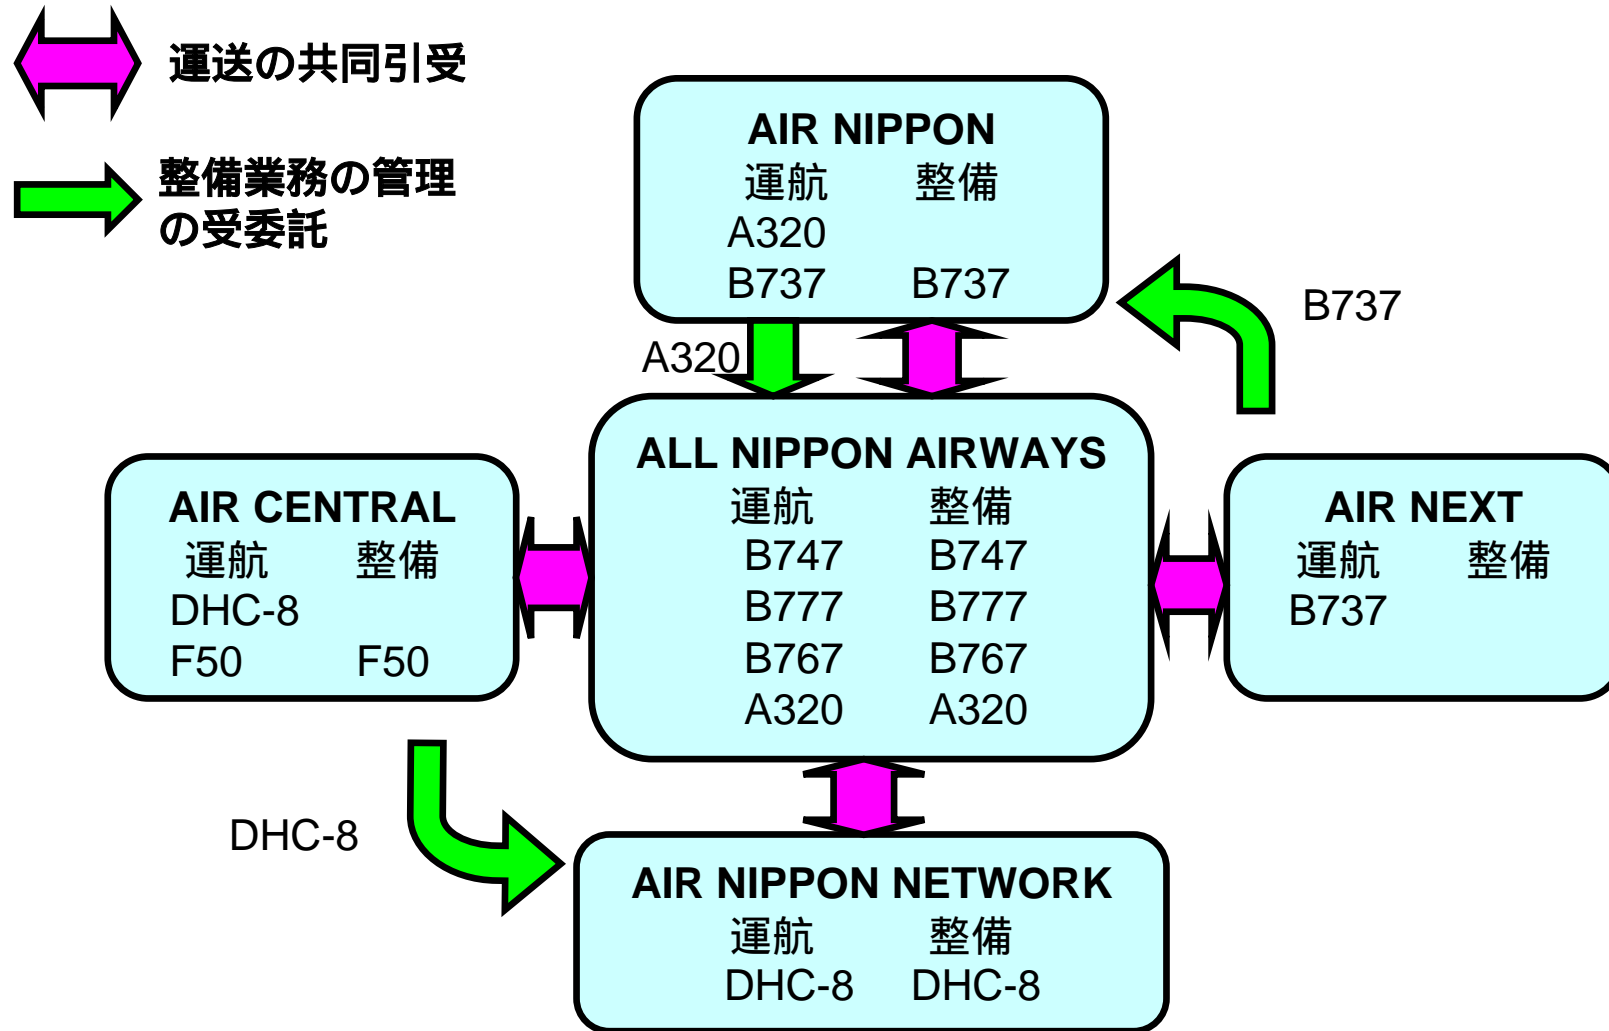 運送の共同引受
整備業務の管理
の受委託
AIR NIPPON
運航 整備
A320
B737 B737
A320
B737
ALL NIPPON AIRWAYS
運航 整備
B747 B747
B777 B777
B767 B767
A320 A320
AIR CENTRAL
運航 整備
DHC-8
F50 F50
AIR NEXT
運航 整備
B737
DHC-8
AIR NIPPON NETWORK
運航 整備
DHC-8 DHC-8